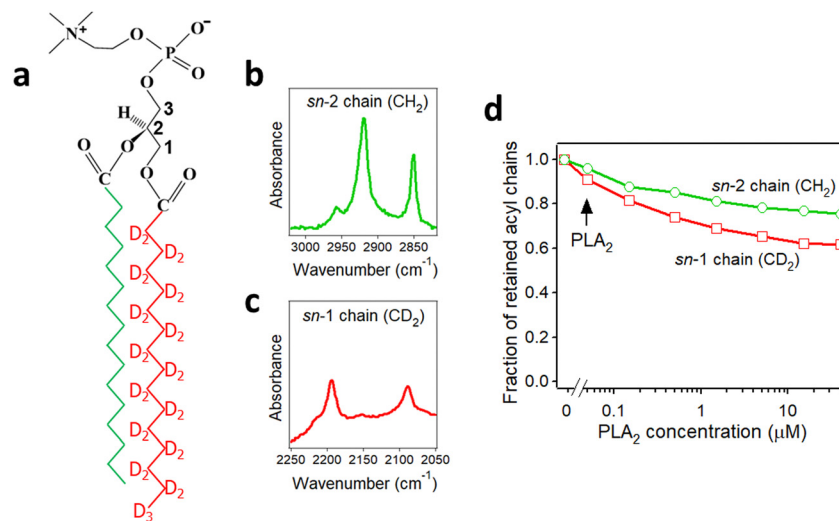 a
N+
O
O-
P
O
O
3
H
2
1
O
O
O
O
C
C
D2
D2
D2
D2
D2
D2
D2
D2
D2
D2
D2
D2
D2
D2
D3
b
sn-2 chain (CH2)
Absorbance
3000 2950 2900 2850
Wavenumber (cm-1)
c
sn-1 chain (CD2)
Absorbance
2250 2200 2150 2100 2050
Wavenumber (cm-1)
d
Fraction of retained acyl chains
1.0
0.8
0.6
0.4
0.2
0.0
sn-2 chain (CH2)
PLA2
sn-1 chain (CD2)
0 0.1 1 10
PLA2 concentration (μM)